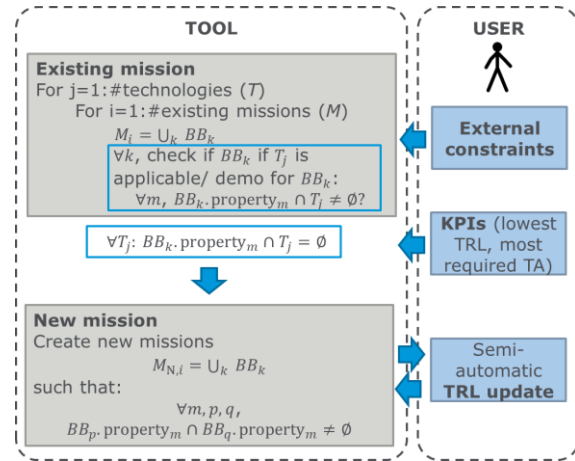 TOOL
USER
Existing mission
For j=1:#technologies (T)
For i=1:#existing missions (M)
M_i = ∪_k BB_k
∀k, check if BB_k if T_j is
applicable/ demo for BB_k:
∀m, BB_k.property_m ∩ T_j ≠ ∅?
External
constraints
∀T_j: BB_k.property_m ∩ T_j = ∅
KPIs (lowest
TRL, most
required TA)
New mission
Create new missions
M_N,i = ∪_k BB_k
such that:
∀m, p, q,
BB_p.property_m ∩ BB_q.property_m ≠ ∅
Semi-
automatic
TRL update